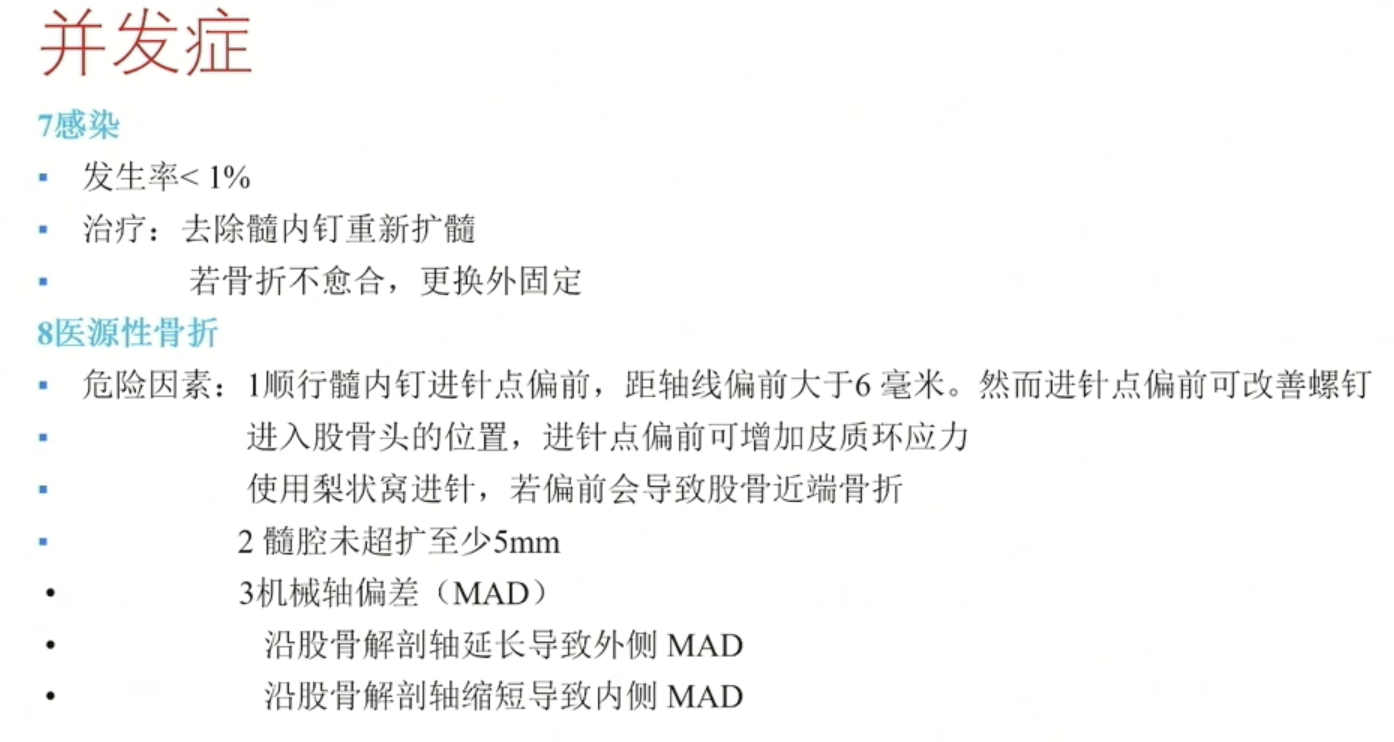 并发症
7感染
▪ 发生率< 1%
▪ 治疗：去除髓内钉重新扩髓
▪ 若骨折不愈合，更换外固定
8医源性骨折
▪ 危险因素：1顺行髓内钉进针点偏前，距轴线偏前大于6 毫米。然而进针点偏前可改善螺钉
▪ 进入股骨头的位置，进针点偏前可增加皮质环应力
▪ 使用梨状窝进针，若偏前会导致股骨近端骨折
▪ 2 髓腔未超扩至少5mm
• 3机械轴偏差（MAD）
• 沿股骨解剖轴延长导致外侧 MAD
• 沿股骨解剖轴缩短导致内侧 MAD